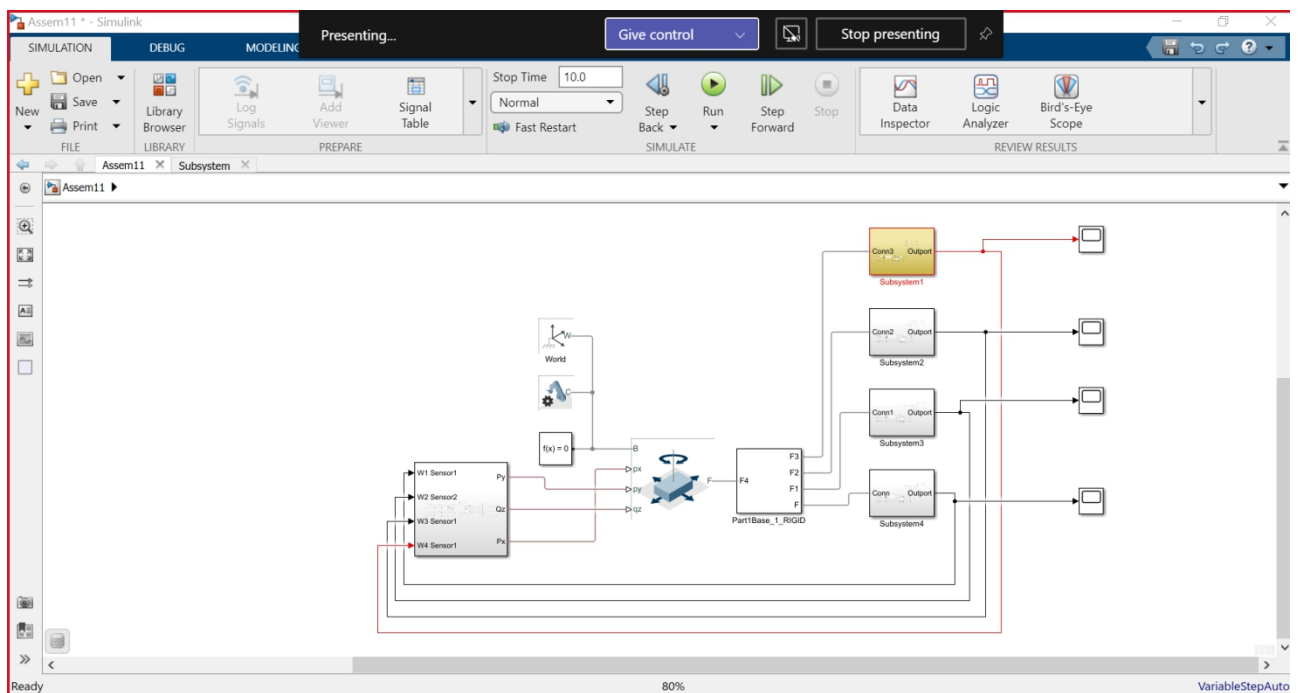 Assem11 * - Simulink
Presenting...
Give control
Stop presenting
SIMULATION
DEBUG
MODELING
New
Open
Save
Print
FILE
Library
Browser
LIBRARY
Log
Signals
Add
Viewer
Signal
Table
PREPARE
Stop Time 10.0
Normal
Fast Restart
Step
Back
Run
Step
Forward
Stop
SIMULATE
Data
Inspector
Logic
Analyzer
Bird's-Eye
Scope
REVIEW RESULTS
Assem11
Subsystem
Assem11
Conn3 Outport
Subsystem1
Conn2 Outport
Subsystem2
Conn1 Outport
Subsystem3
Conn Outport
Subsystem4
W
World
C
f(x) = 0
B
px
py
qz
F
F4
F3
F2
F1
F
Part1Base_1_RIGID
W1 Sensor1
W2 Sensor2
W3 Sensor1
W4 Sensor1
Py
Qz
Px
Ready
80%
VariableStepAuto